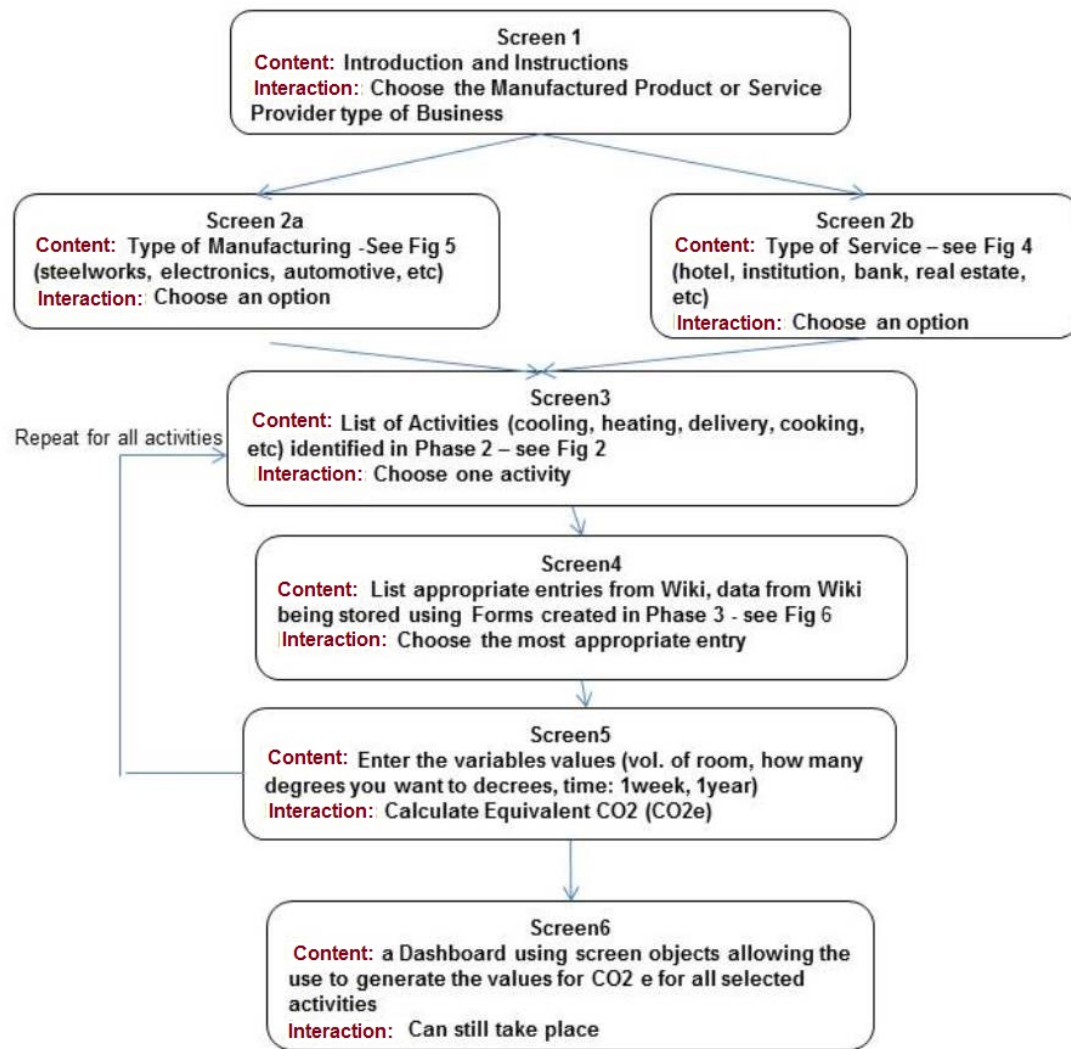 Screen 1
Content: Introduction and Instructions
Interaction: Choose the Manufactured Product or Service
Provider type of Business
Screen 2a
Content: Type of Manufacturing -See Fig 5
(steelworks, electronics, automotive, etc)
Interaction: Choose an option
Screen 2b
Content: Type of Service – see Fig 4
(hotel, institution, bank, real estate,
etc)
Interaction: Choose an option
Screen3
Content: List of Activities (cooling, heating, delivery, cooking,
etc) identified in Phase 2 – see Fig 2
Interaction: Choose one activity
Repeat for all activities
Screen4
Content: List appropriate entries from Wiki, data from Wiki
being stored using Forms created in Phase 3 - see Fig 6
Interaction: Choose the most appropriate entry
Screen5
Content: Enter the variables values (vol. of room, how many
degrees you want to decrees, time: 1week, 1year)
Interaction: Calculate Equivalent CO2 (CO2e)
Screen6
Content: a Dashboard using screen objects allowing the
use to generate the values for CO2 e for all selected
activities
Interaction: Can still take place